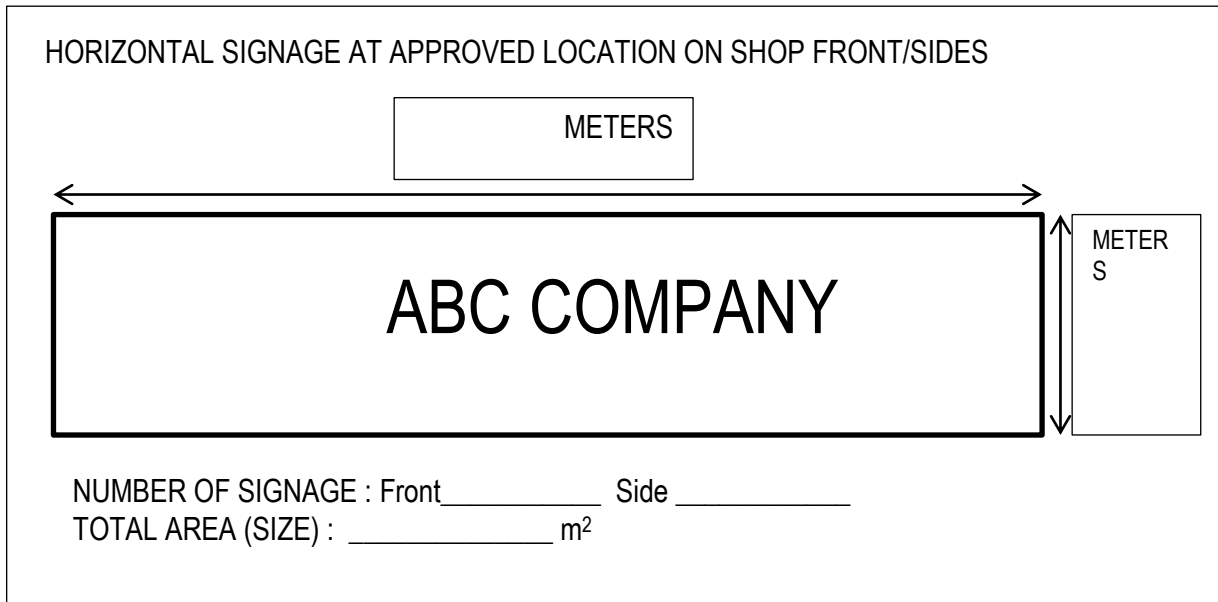 HORIZONTAL SIGNAGE AT APPROVED LOCATION ON SHOP FRONT/SIDES
METERS
METER
S
ABC COMPANY
NUMBER OF SIGNAGE : Front___________ Side ____________
TOTAL AREA (SIZE) : ______________ m²